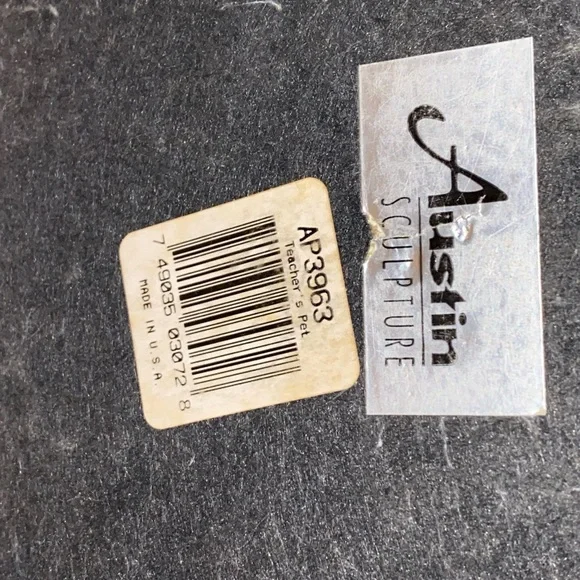 Austin
SCULPTURE
AP3963
Teacher's Pet
7 49035 03072 8
MADE IN U.S.A.